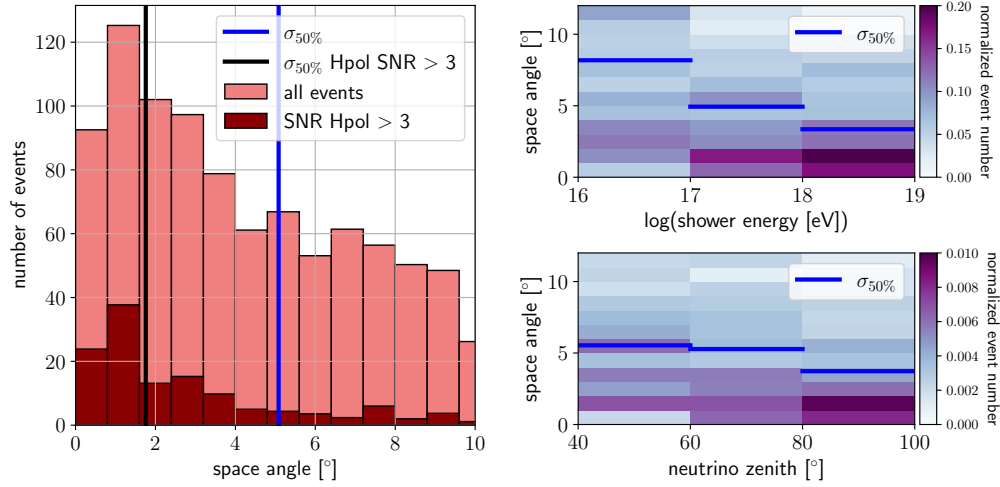 120
100
80
60
40
20
0
number of events
0 2 4 6 8 10
space angle [°]
σ50%
σ50% Hpol SNR > 3
all events
SNR Hpol > 3
10
5
0
space angle [°]
σ50%
16 17 18 19
log(shower energy [eV])
0.20
0.15
0.10
0.05
0.00
normalized event number
10
5
0
space angle [°]
σ50%
40 60 80 100
neutrino zenith [°]
0.010
0.008
0.006
0.004
0.002
0.000
normalized event number